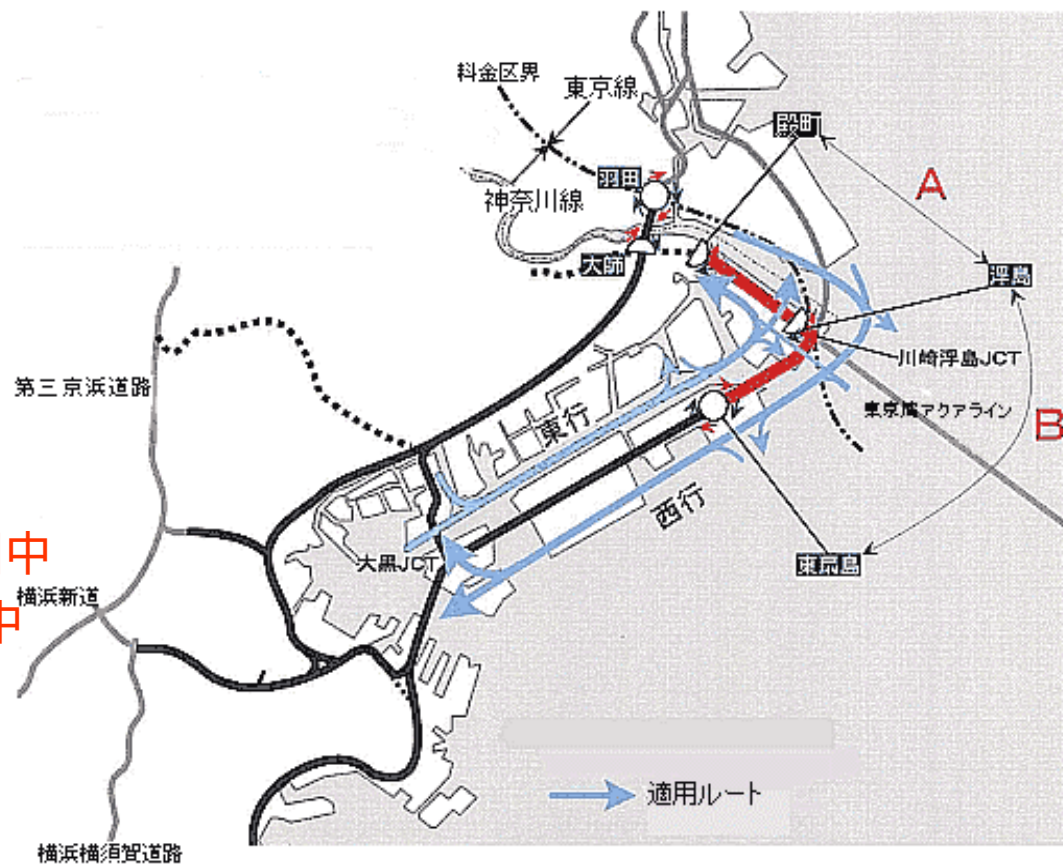 料金区界
東京線
殿町
羽田
A
神奈川線
大師
浮島
川崎浮島JCT
第三京浜道路
東京湾アクアライン
東行
B
西行
中
大黒JCT
東扇島
横浜新道
中
適用ルート
横浜横須賀道路